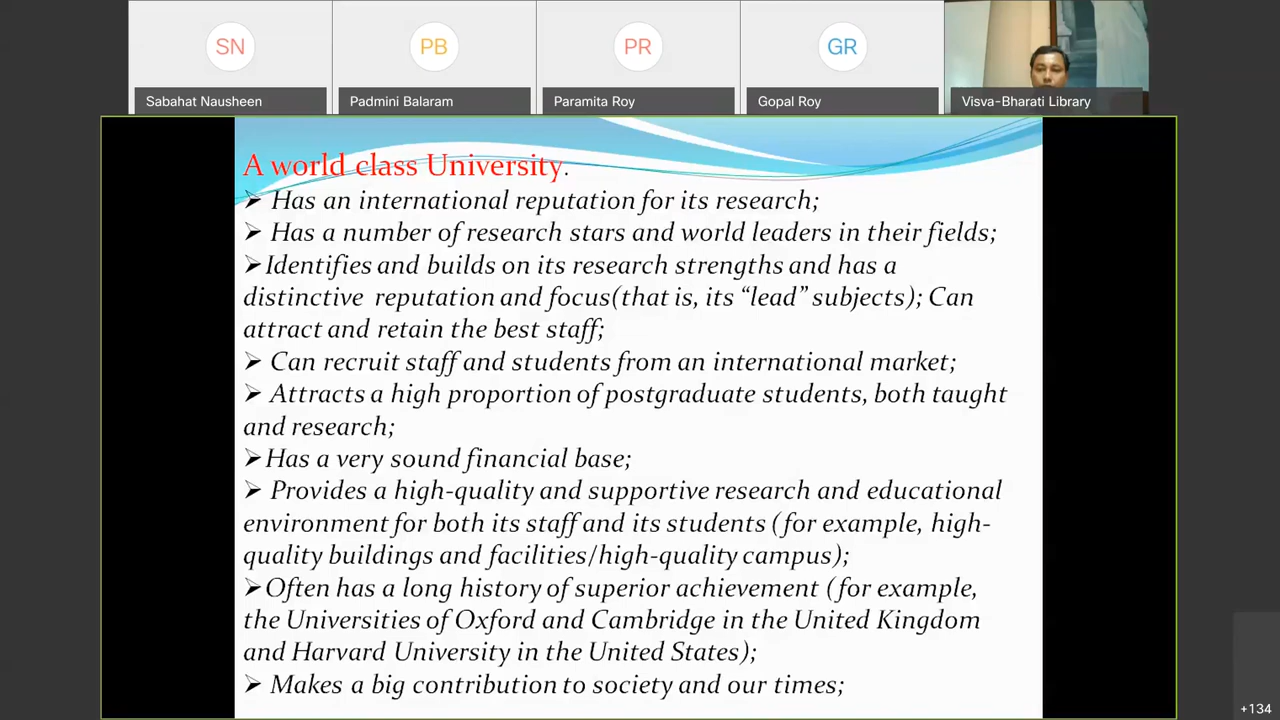 SN
PB
PR
GR
Sabahat Nausheen
Padmini Balaram
Paramita Roy
Gopal Roy
Visva-Bharati Library
A world class University.
➢ Has an international reputation for its research;
➢ Has a number of research stars and world leaders in their fields;
➢Identifies and builds on its research strengths and has a
distinctive reputation and focus(that is, its “lead” subjects); Can
attract and retain the best staff;
➢ Can recruit staff and students from an international market;
➢ Attracts a high proportion of postgraduate students, both taught
and research;
➢Has a very sound financial base;
➢ Provides a high-quality and supportive research and educational
environment for both its staff and its students (for example, high-
quality buildings and facilities/high-quality campus);
➢Often has a long history of superior achievement (for example,
the Universities of Oxford and Cambridge in the United Kingdom
and Harvard University in the United States);
➢ Makes a big contribution to society and our times;
+134